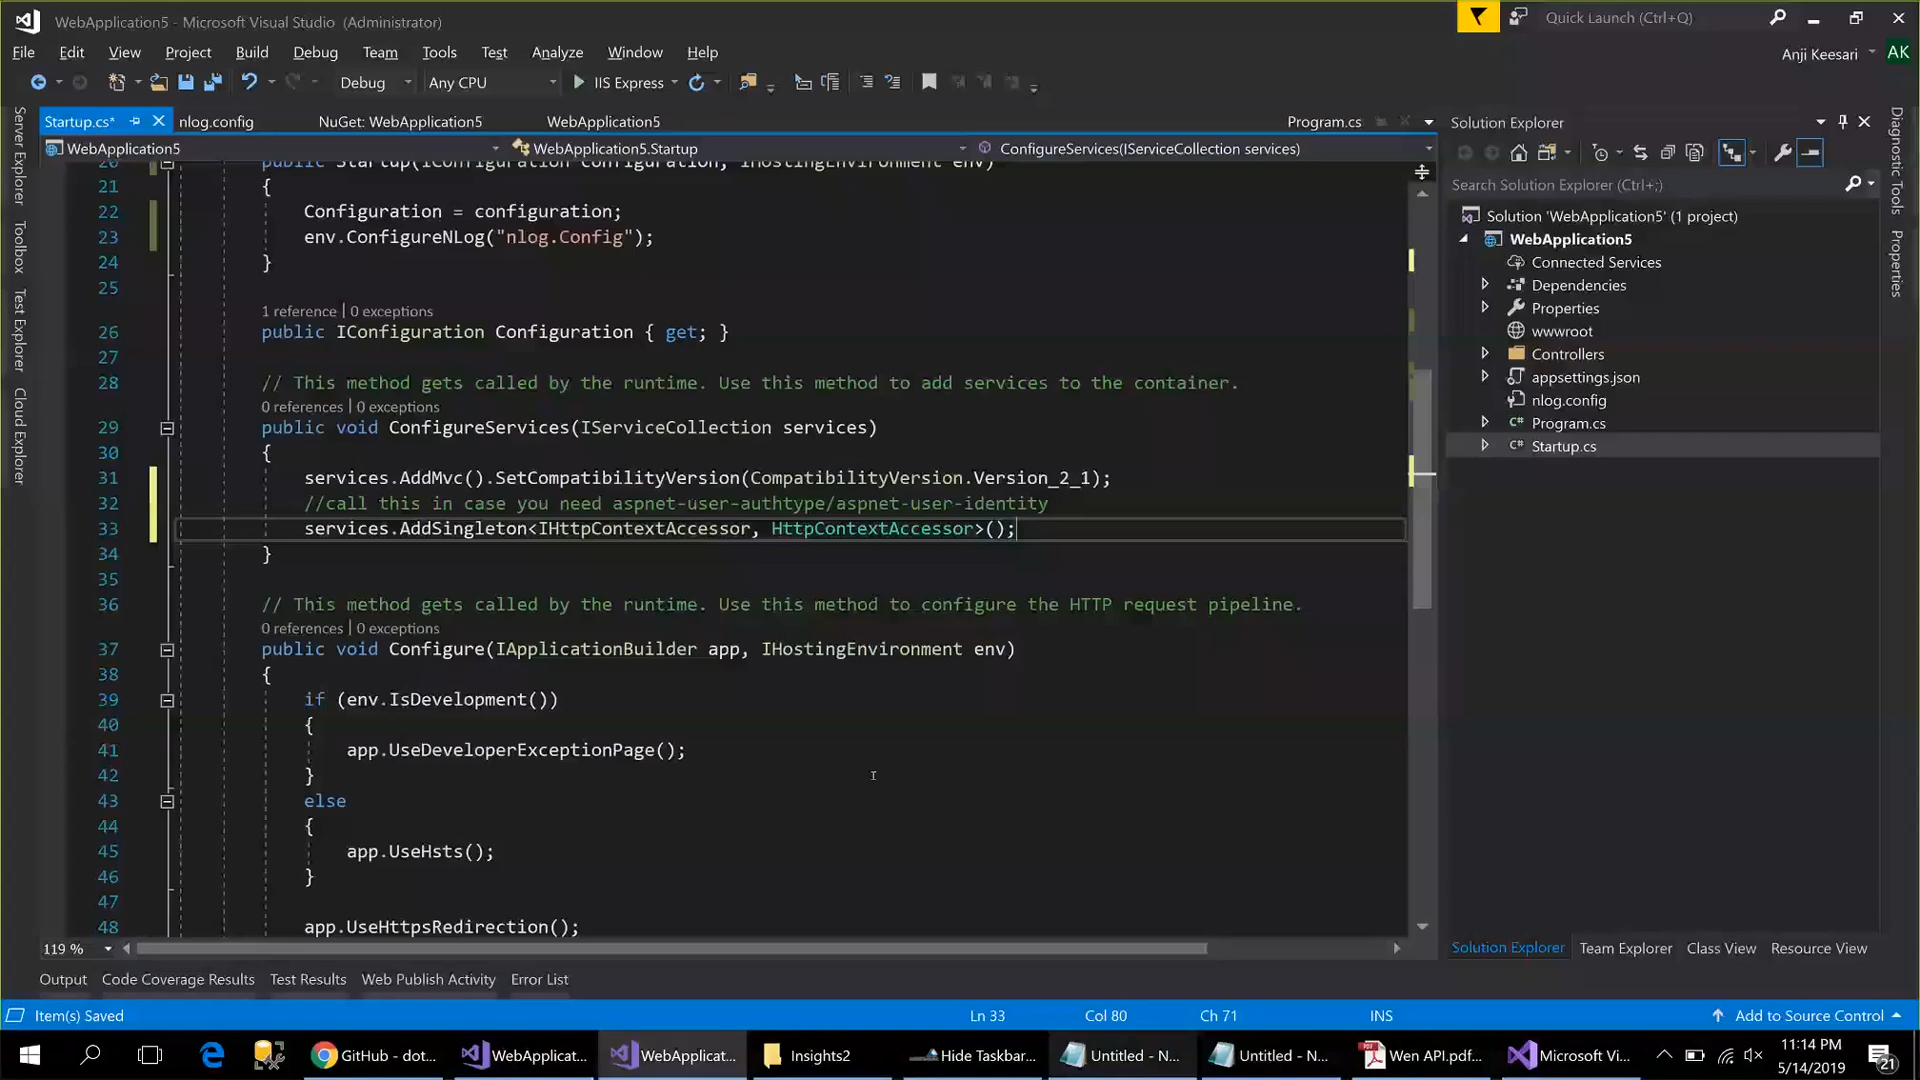 WebApplication5 - Microsoft Visual Studio (Administrator)
Quick Launch (Ctrl+Q)
File Edit View Project Build Debug Team Tools Test Analyze Window Help
Anji Keesari AK
Debug Any CPU IIS Express
Startup.cs* nlog.config NuGet: WebApplication5 WebApplication5 Program.cs
WebApplication5 WebApplication5.Startup ConfigureServices(IServiceCollection services)
Server Explorer
Toolbox
Test Explorer
Cloud Explorer
20 public Startup(IConfiguration configuration, IHostingEnvironment env)
21 {
22 Configuration = configuration;
23 env.ConfigureNLog("nlog.Config");
24 }
25
1 reference | 0 exceptions
26 public IConfiguration Configuration { get; }
27
28 // This method gets called by the runtime. Use this method to add services to the container.
0 references | 0 exceptions
29 public void ConfigureServices(IServiceCollection services)
30 {
31 services.AddMvc().SetCompatibilityVersion(CompatibilityVersion.Version_2_1);
32 //call this in case you need aspnet-user-authtype/aspnet-user-identity
33 services.AddSingleton<IHttpContextAccessor, HttpContextAccessor>();
34 }
35
36 // This method gets called by the runtime. Use this method to configure the HTTP request pipeline.
0 references | 0 exceptions
37 public void Configure(IApplicationBuilder app, IHostingEnvironment env)
38 {
39 if (env.IsDevelopment())
40 {
41 app.UseDeveloperExceptionPage();
42 }
43 else
44 {
45 app.UseHsts();
46 }
47
48 app.UseHttpsRedirection();
119 %
Solution Explorer
Search Solution Explorer (Ctrl+;)
Solution 'WebApplication5' (1 project)
WebApplication5
Connected Services
Dependencies
Properties
wwwroot
Controllers
appsettings.json
nlog.config
C# Program.cs
C# Startup.cs
Solution Explorer Team Explorer Class View Resource View
Diagnostic Tools
Properties
Output Code Coverage Results Test Results Web Publish Activity Error List
Item(s) Saved Ln 33 Col 80 Ch 71 INS Add to Source Control
GitHub - dot... WebApplicat... WebApplicat... Insights2 Hide Taskbar... Untitled - N... Untitled - N... Wen API.pdf... Microsoft Vi...
11:14 PM
5/14/2019
21